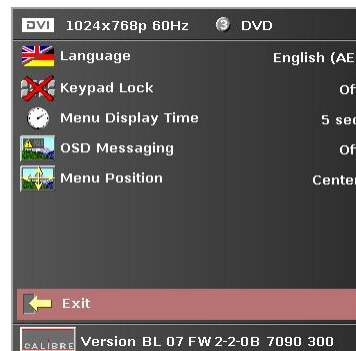 DVI 1024x768p 60Hz 3 DVD
Language English (AE
Keypad Lock Of
Menu Display Time 5 sec
OSD Messaging Of
Menu Position Center
Exit
CALIBRE Version BL 07 FW 2-2-0B 7090 300